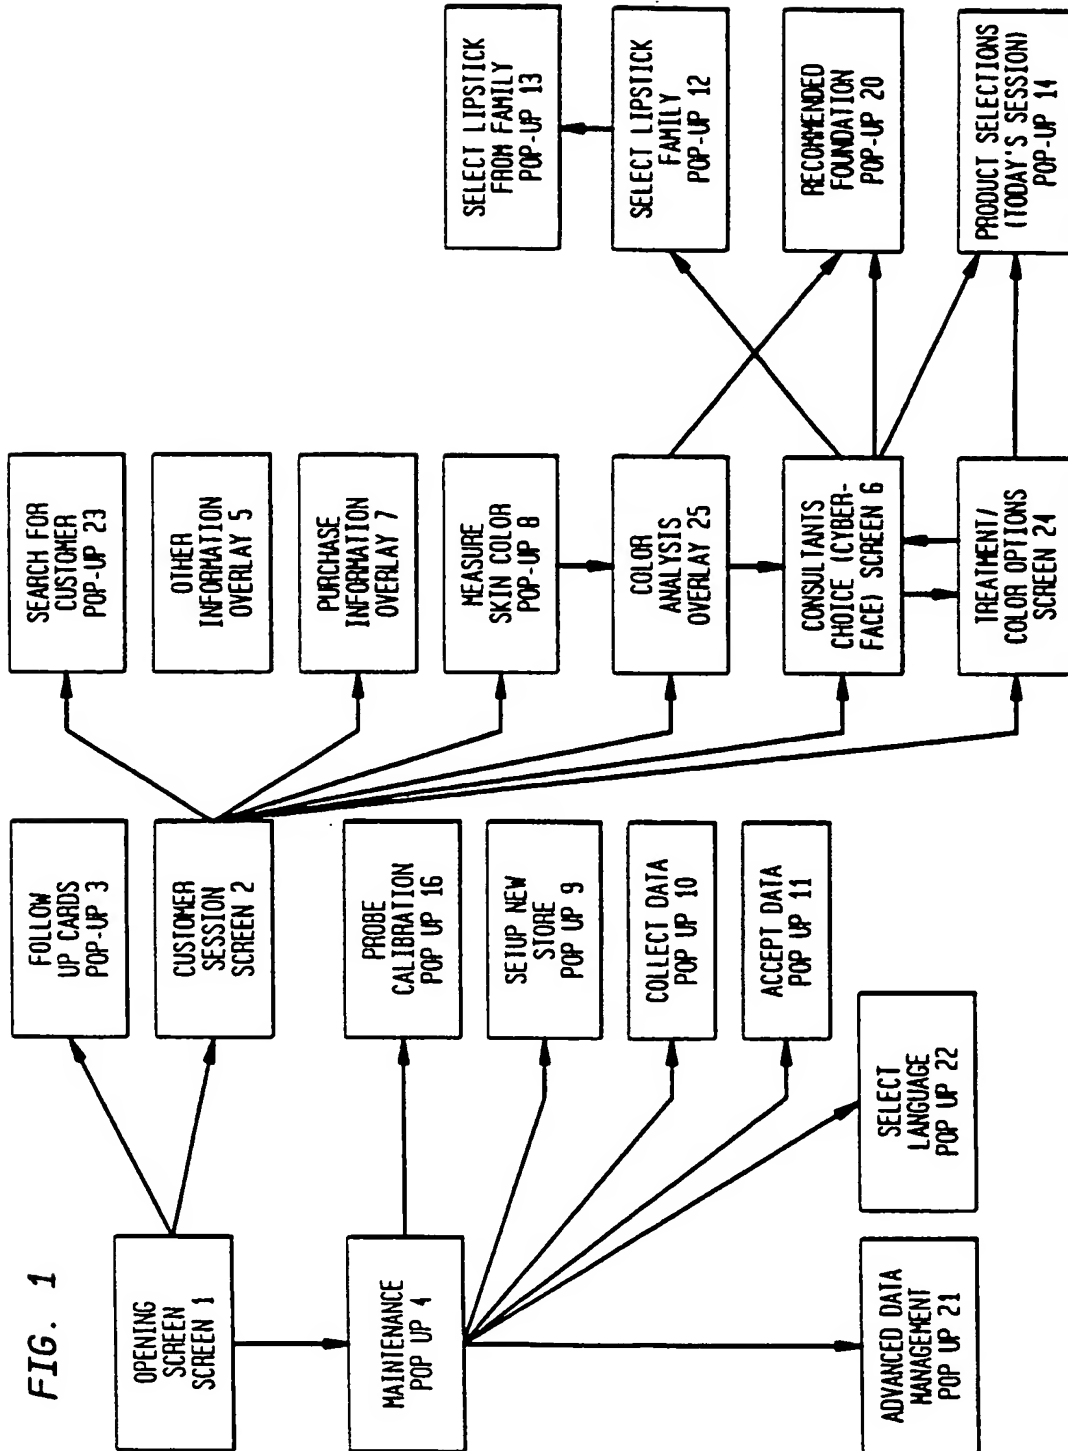 FIG. 1
OPENING
SCREEN
SCREEN 1
MAINTENANCE
POP UP 4
ADVANCED DATA
MANAGEMENT
POP UP 21
FOLLOW
UP CARDS
POP-UP 3
CUSTOMER
SESSION
SCREEN 2
PROBE
CALIBRATION
POP UP 16
SETUP NEW
STORE
POP UP 9
COLLECT DATA
POP UP 10
ACCEPT DATA
POP UP 11
SELECT
LANGUAGE
POP UP 22
SEARCH FOR
CUSTOMER
POP-UP 23
OTHER
INFORMATION
OVERLAY 5
PURCHASE
INFORMATION
OVERLAY 7
MEASURE
SKIN COLOR
POP-UP 8
COLOR
ANALYSIS
OVERLAY 25
CONSULTANTS
CHOICE (CYBER-
FACE) SCREEN 6
TREATMENT/
COLOR OPTIONS
SCREEN 24
SELECT LIPSTICK
FROM FAMILY
POP-UP 13
SELECT LIPSTICK
FAMILY
POP-UP 12
RECOMMENDED
FOUNDATION
POP-UP 20
PRODUCT SELECTIONS
(TODAY'S SESSION)
POP-UP 14